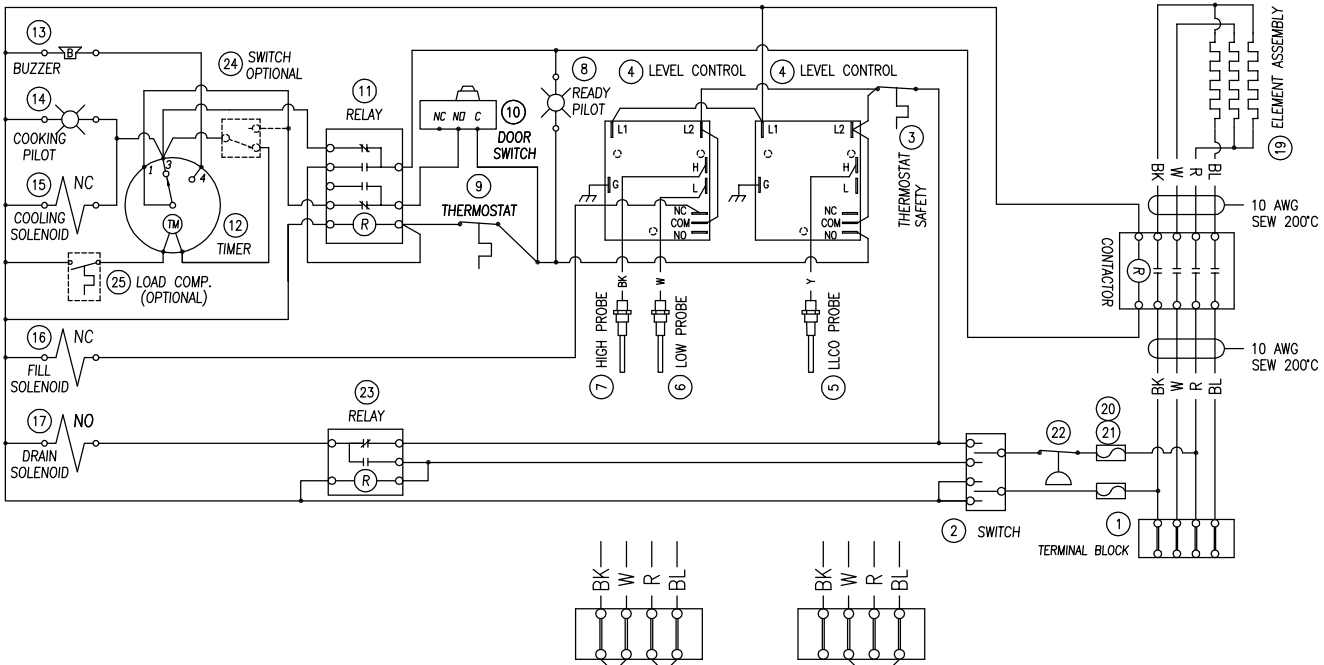 13
B
BUZZER
24 SWITCH
OPTIONAL
14
COOKING
PILOT
11
RELAY
NC NO C
10
DOOR
SWITCH
8
READY
PILOT
4 LEVEL CONTROL
4 LEVEL CONTROL
L1 L2
H
L
G
NC
COM
NO
L1 L2
H
L
G
NC
COM
NO
3
THERMOSTAT
SAFETY
19 ELEMENT ASSEMBLY
1 3 4
TM
12
TIMER
15 NC
COOLING
SOLENOID
R
9
THERMOSTAT
25 LOAD COMP.
(OPTIONAL)
BK W R BL
10 AWG
SEW 200°C
CONTACTOR
R
10 AWG
SEW 200°C
BK W R BL
16 NC
FILL
SOLENOID
BK
W
Y
7 HIGH PROBE
6 LOW PROBE
5 LLCO PROBE
17 NO
DRAIN
SOLENOID
23
RELAY
R
22
20
21
2 SWITCH
1
TERMINAL BLOCK
BK W R BL
BK W R BL